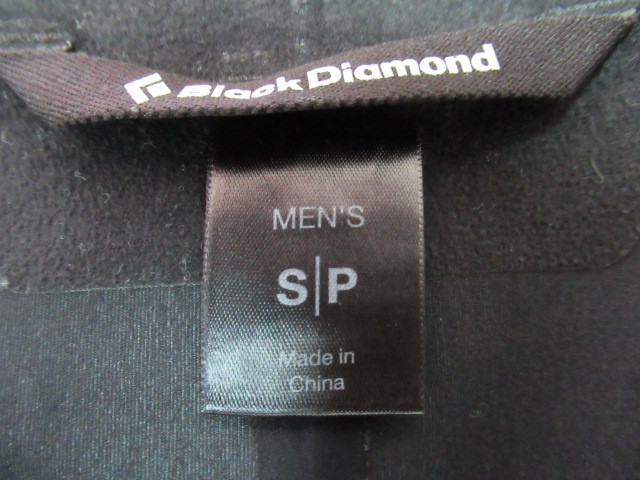 Black Diamond
MEN'S
S|P
Made in
China